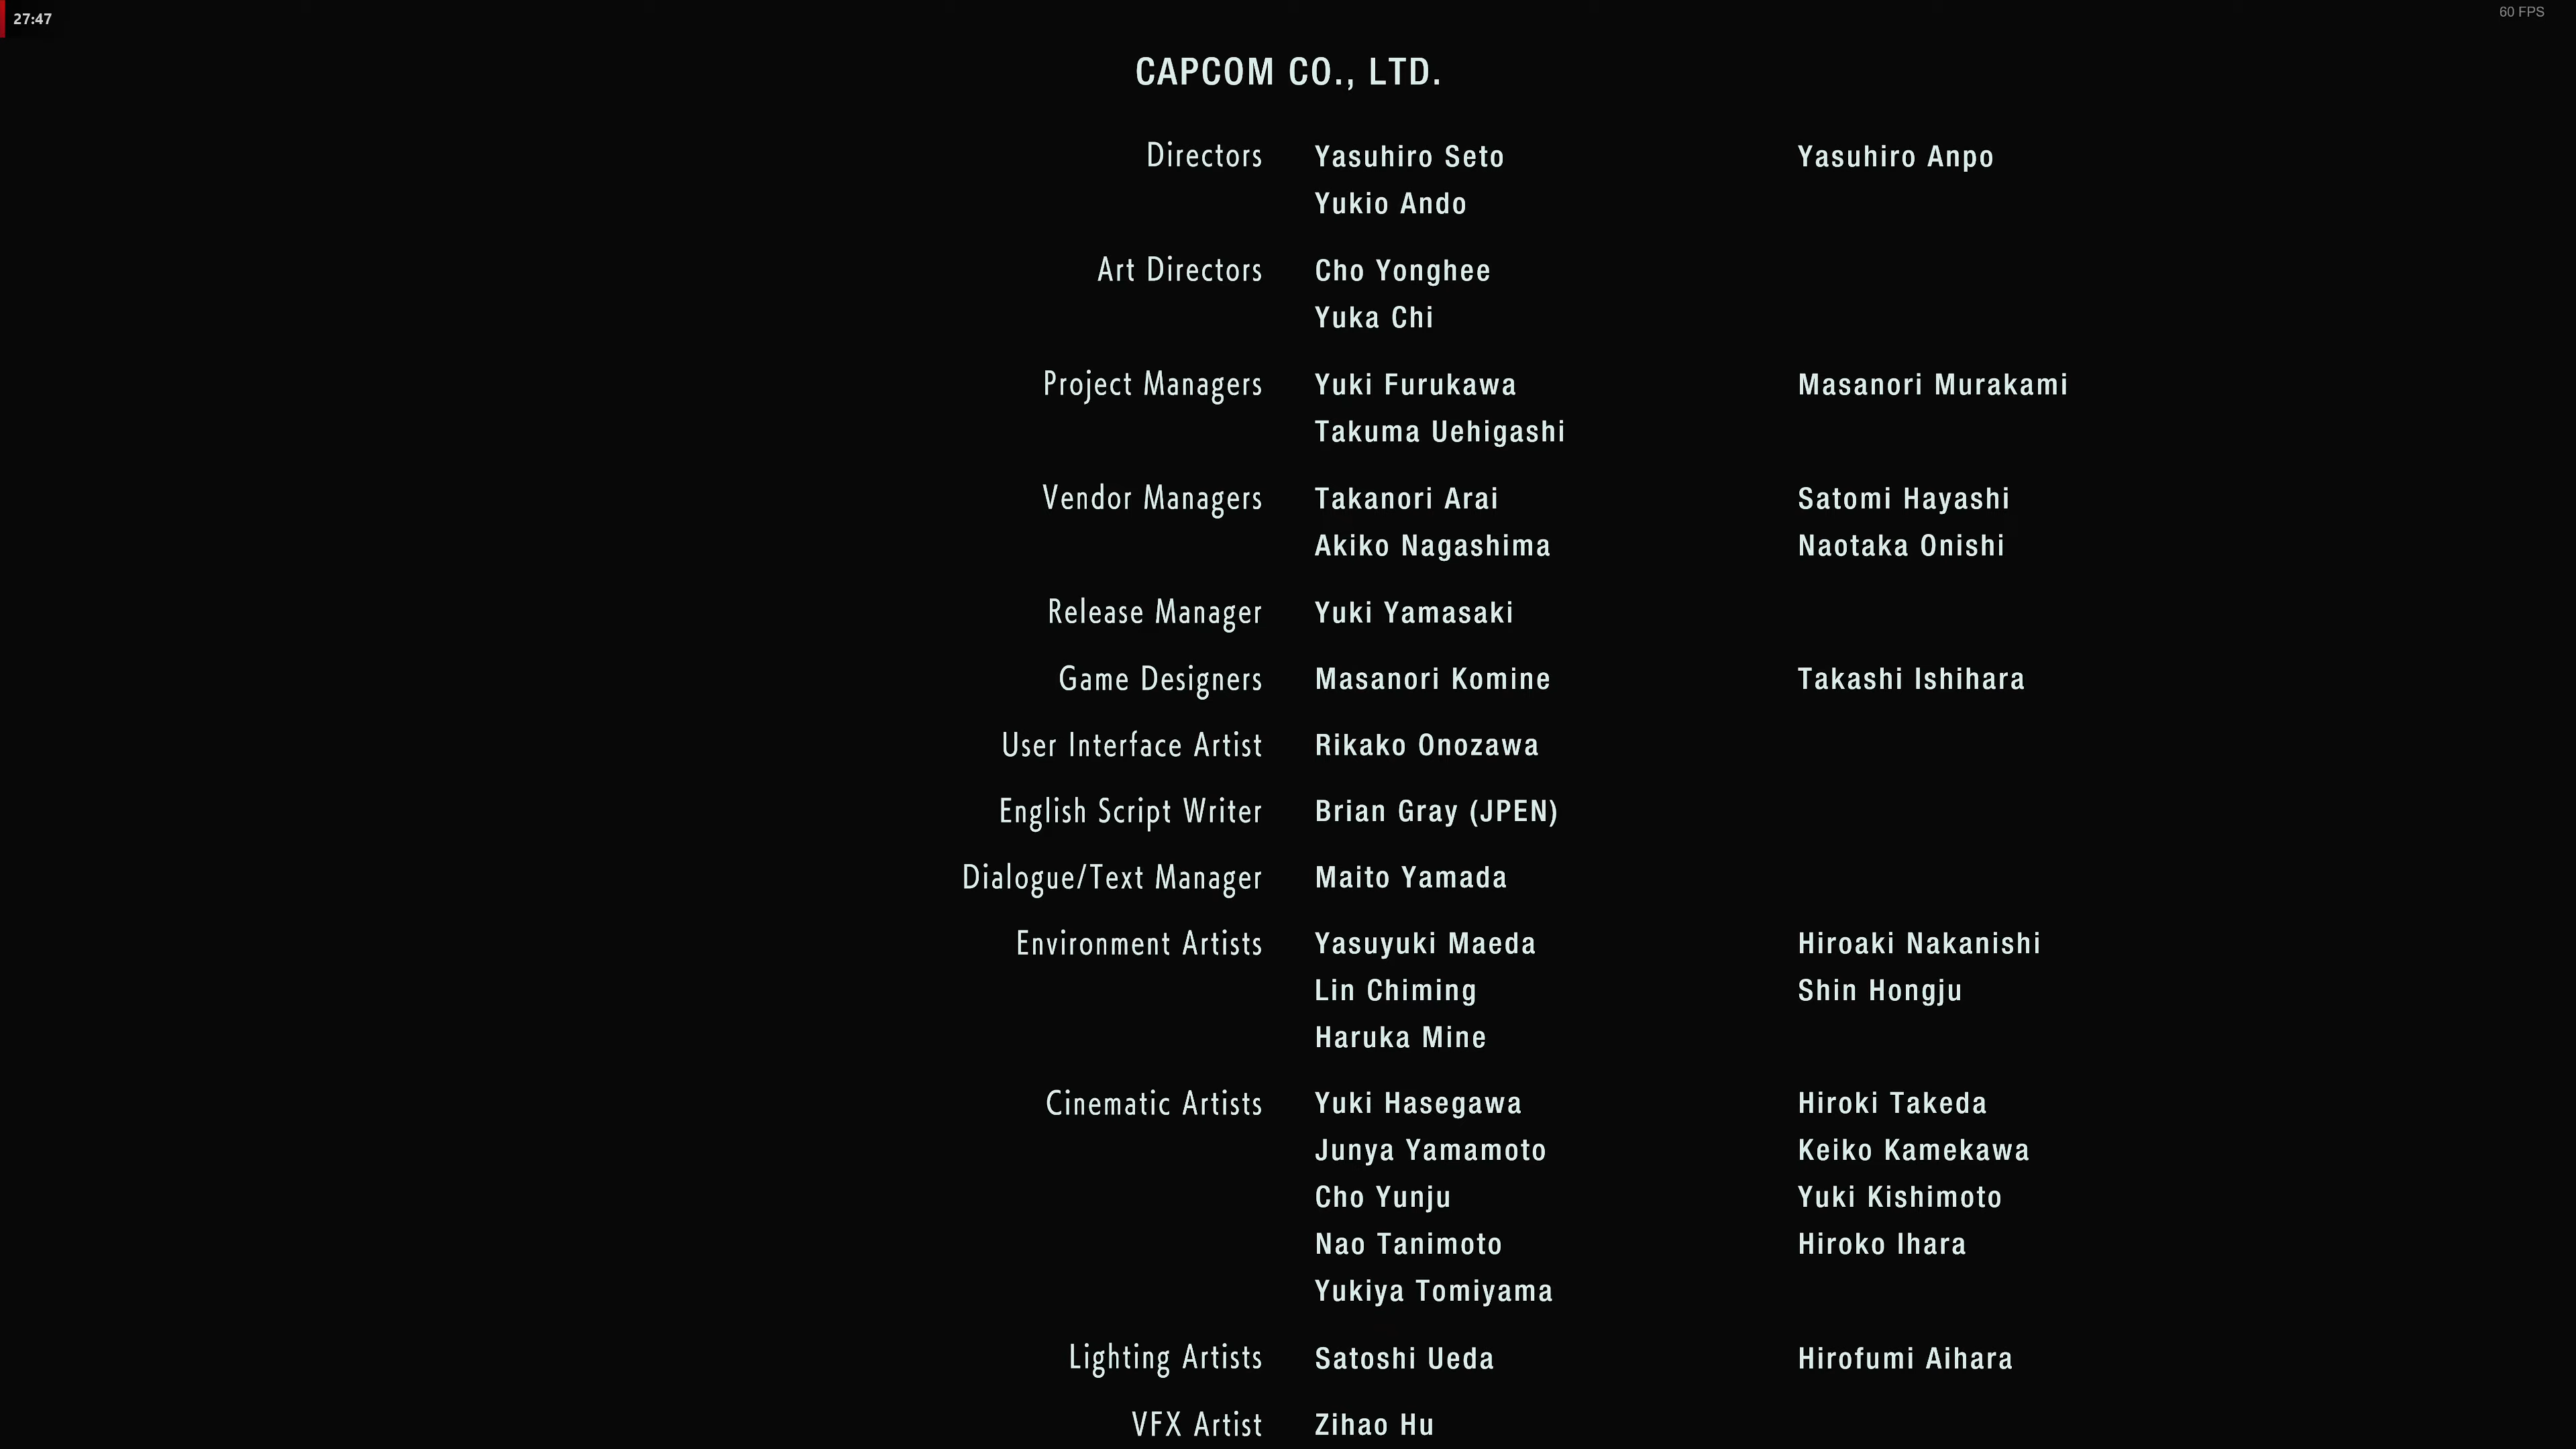 27:47
60 FPS
CAPCOM CO., LTD.
Directors Yasuhiro Seto Yasuhiro Anpo
Yukio Ando
Art Directors Cho Yonghee
Yuka Chi
Project Managers Yuki Furukawa Masanori Murakami
Takuma Uehigashi
Vendor Managers Takanori Arai Satomi Hayashi
Akiko Nagashima Naotaka Onishi
Release Manager Yuki Yamasaki
Game Designers Masanori Komine Takashi Ishihara
User Interface Artist Rikako Onozawa
English Script Writer Brian Gray (JPEN)
Dialogue/Text Manager Maito Yamada
Environment Artists Yasuyuki Maeda Hiroaki Nakanishi
Lin Chiming Shin Hongju
Haruka Mine
Cinematic Artists Yuki Hasegawa Hiroki Takeda
Junya Yamamoto Keiko Kamekawa
Cho Yunju Yuki Kishimoto
Nao Tanimoto Hiroko Ihara
Yukiya Tomiyama
Lighting Artists Satoshi Ueda Hirofumi Aihara
VFX Artist Zihao Hu